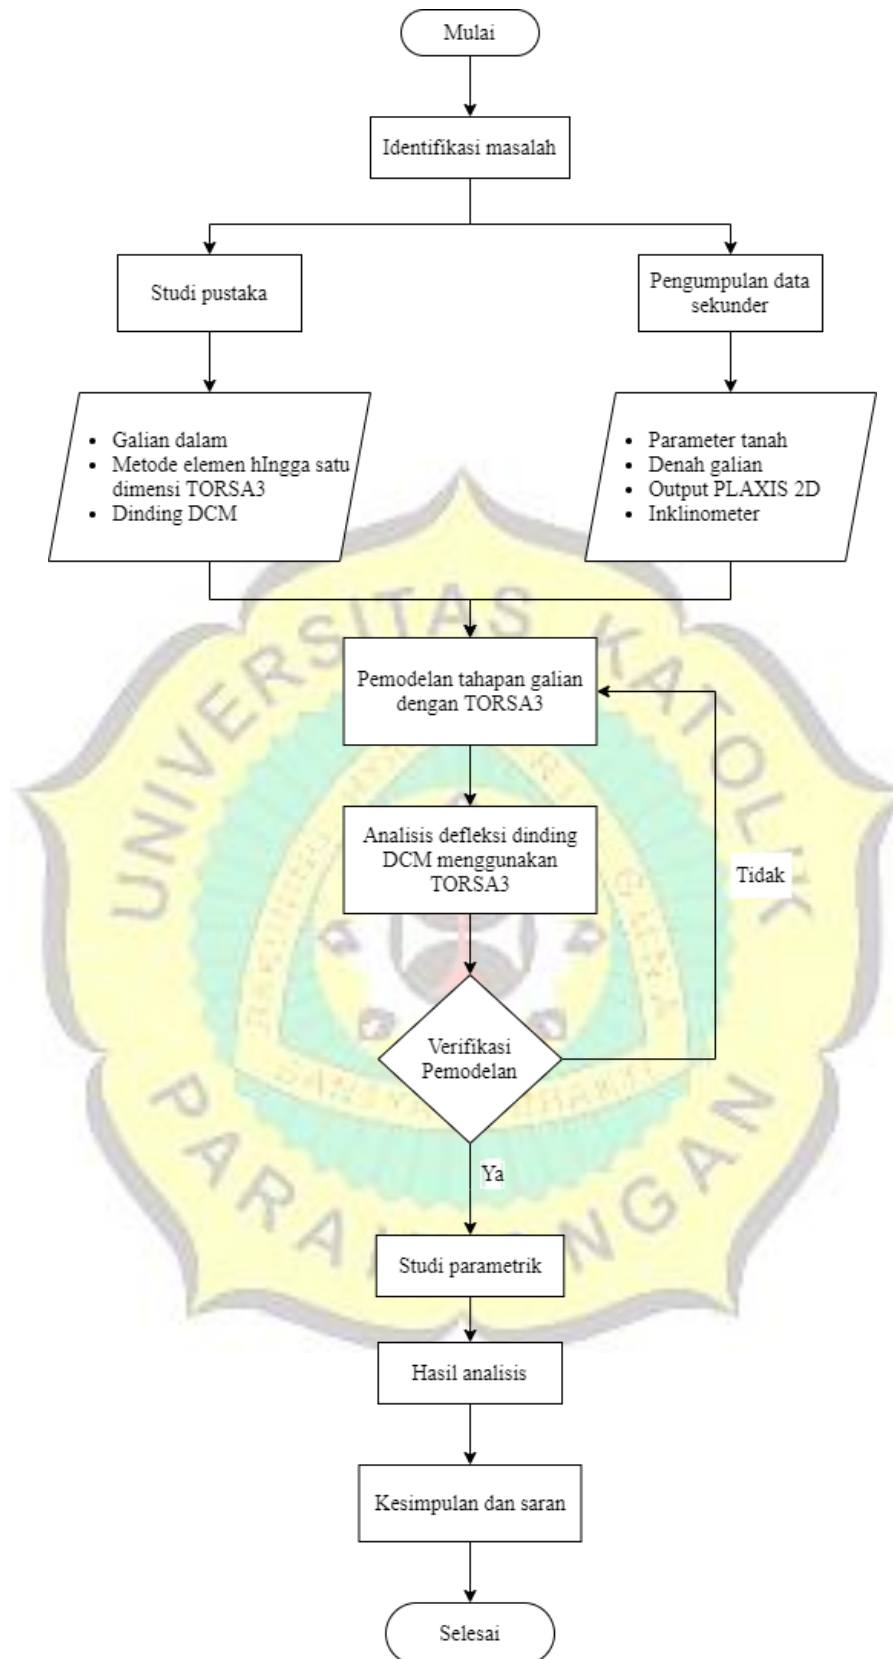 Mulai
Identifikasi masalah
Studi pustaka
Pengumpulan data
sekunder
• Galian dalam
• Metode elemen hIngga satu
dimensi TORSA3
• Dinding DCM
• Parameter tanah
• Denah galian
• Output PLAXIS 2D
• Inklinometer
UNIVERSITAS KATOLIK
Pemodelan tahapan galian
dengan TORSA3
Analisis defleksi dinding
DCM menggunakan
TORSA3
Tidak
Verifikasi
Pemodelan
Ya
Studi parametrik
Hasil analisis
Kesimpulan dan saran
Selesai